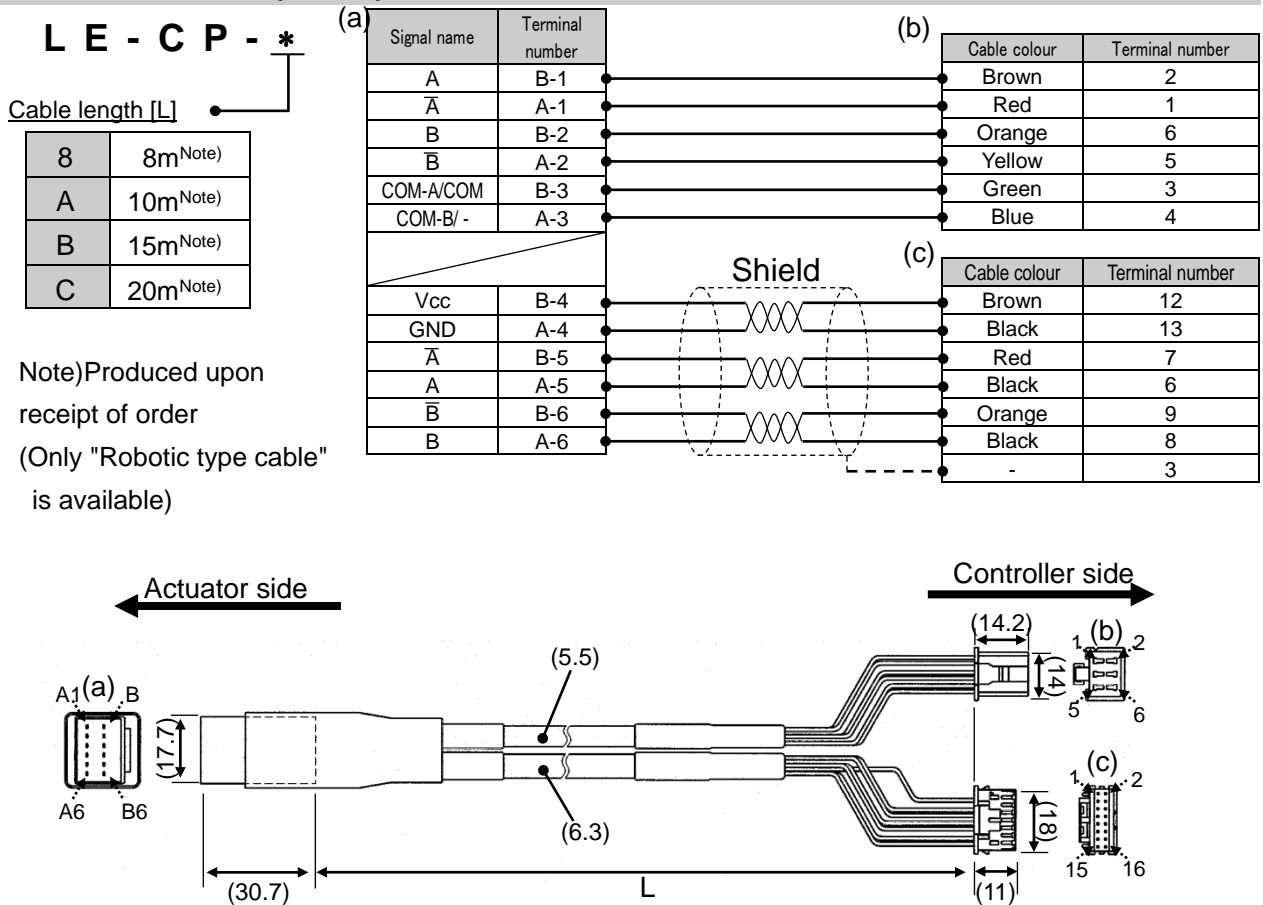 L E - C P - *
Cable length [L]
8 8mNote)
A 10mNote)
B 15mNote)
C 20mNote)
Note)Produced upon
receipt of order
(Only "Robotic type cable"
is available)
(a)
Signal name Terminal number
A B-1
A̅ A-1
B B-2
B̅ A-2
COM-A/COM B-3
COM-B/ - A-3
Vcc B-4
GND A-4
A̅ B-5
A A-5
B̅ B-6
B A-6
Shield
(b)
Cable colour Terminal number
Brown 2
Red 1
Orange 6
Yellow 5
Green 3
Blue 4
(c)
Cable colour Terminal number
Brown 12
Black 13
Red 7
Black 6
Orange 9
Black 8
- 3
Actuator side
Controller side
A1 (a) B
A6 B6
(17.7)
(30.7)
(5.5)
(6.3)
L
(14.2)
(14)
1 (b) 2
5 6
(18)
(11)
(c)
1 2
15 16